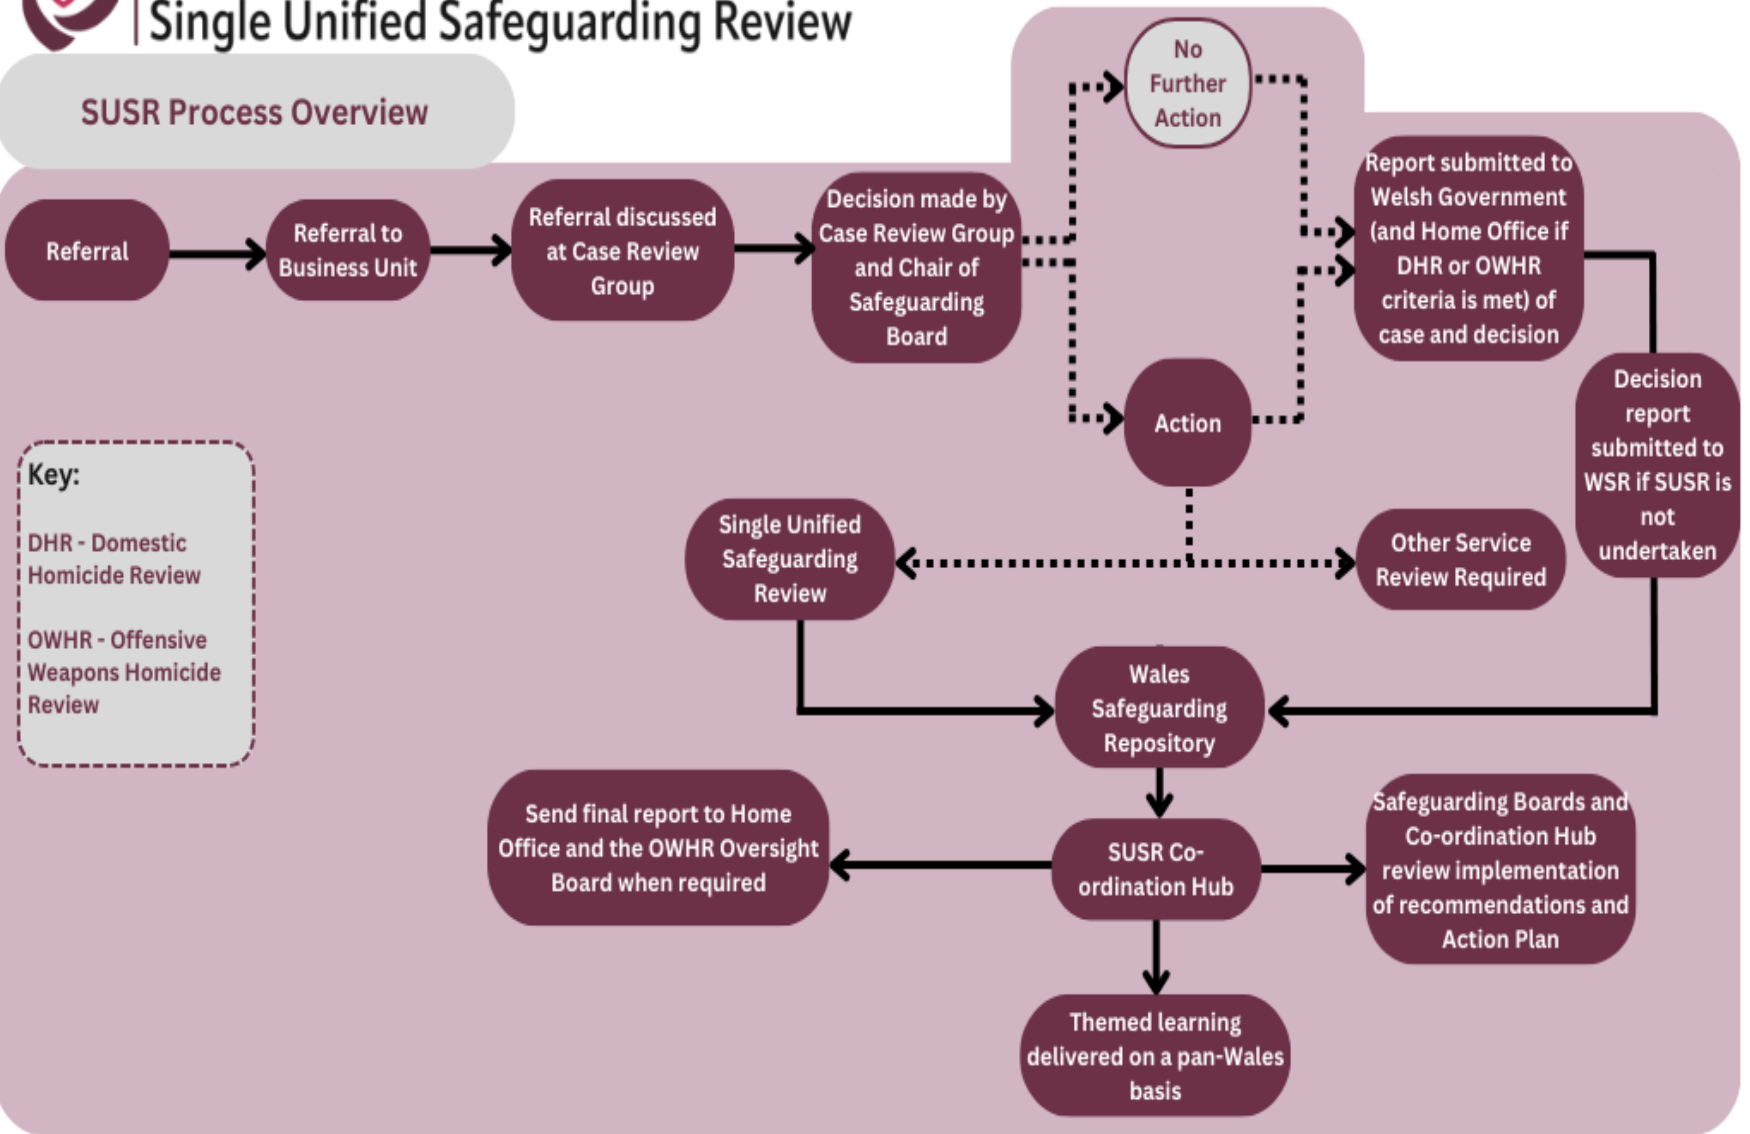 Single Unified Safeguarding Review
SUSR Process Overview
Referral
Referral to
Business Unit
Referral discussed
at Case Review
Group
Decision made by
Case Review Group
and Chair of
Safeguarding
Board
No
Further
Action
Action
Report submitted to
Welsh Government
(and Home Office if
DHR or OWHR
criteria is met) of
case and decision
Decision
report
submitted to
WSR if SUSR is
not
undertaken
Key:
DHR - Domestic
Homicide Review
OWHR - Offensive
Weapons Homicide
Review
Single Unified
Safeguarding
Review
Other Service
Review Required
Wales
Safeguarding
Repository
Send final report to Home
Office and the OWHR Oversight
Board when required
SUSR Co-
ordination Hub
Safeguarding Boards and
Co-ordination Hub
review implementation
of recommendations and
Action Plan
Themed learning
delivered on a pan-Wales
basis